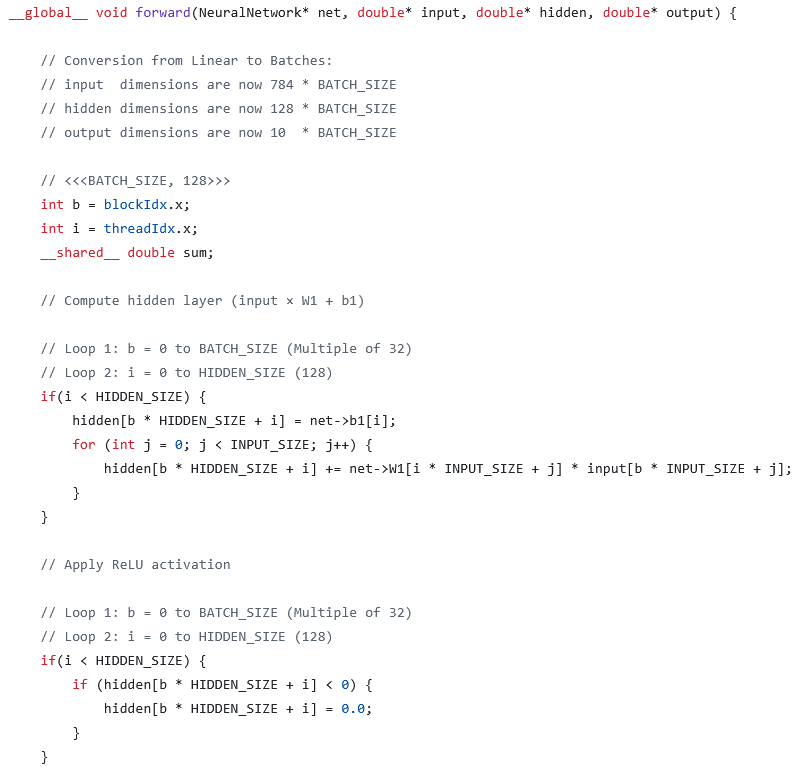 __global__ void forward(NeuralNetwork* net, double* input, double* hidden, double* output) {
// Conversion from Linear to Batches:
// input  dimensions are now 784 * BATCH_SIZE
// hidden dimensions are now 128 * BATCH_SIZE
// output dimensions are now 10  * BATCH_SIZE
// <<<BATCH_SIZE, 128>>>
int b = blockIdx.x;
int i = threadIdx.x;
__shared__ double sum;
// Compute hidden layer (input × W1 + b1)
// Loop 1: b = 0 to BATCH_SIZE (Multiple of 32)
// Loop 2: i = 0 to HIDDEN_SIZE (128)
if(i < HIDDEN_SIZE) {
hidden[b * HIDDEN_SIZE + i] = net->b1[i];
for (int j = 0; j < INPUT_SIZE; j++) {
hidden[b * HIDDEN_SIZE + i] += net->W1[i * INPUT_SIZE + j] * input[b * INPUT_SIZE + j];
}
}
// Apply ReLU activation
// Loop 1: b = 0 to BATCH_SIZE (Multiple of 32)
// Loop 2: i = 0 to HIDDEN_SIZE (128)
if(i < HIDDEN_SIZE) {
if (hidden[b * HIDDEN_SIZE + i] < 0) {
hidden[b * HIDDEN_SIZE + i] = 0.0;
}
}